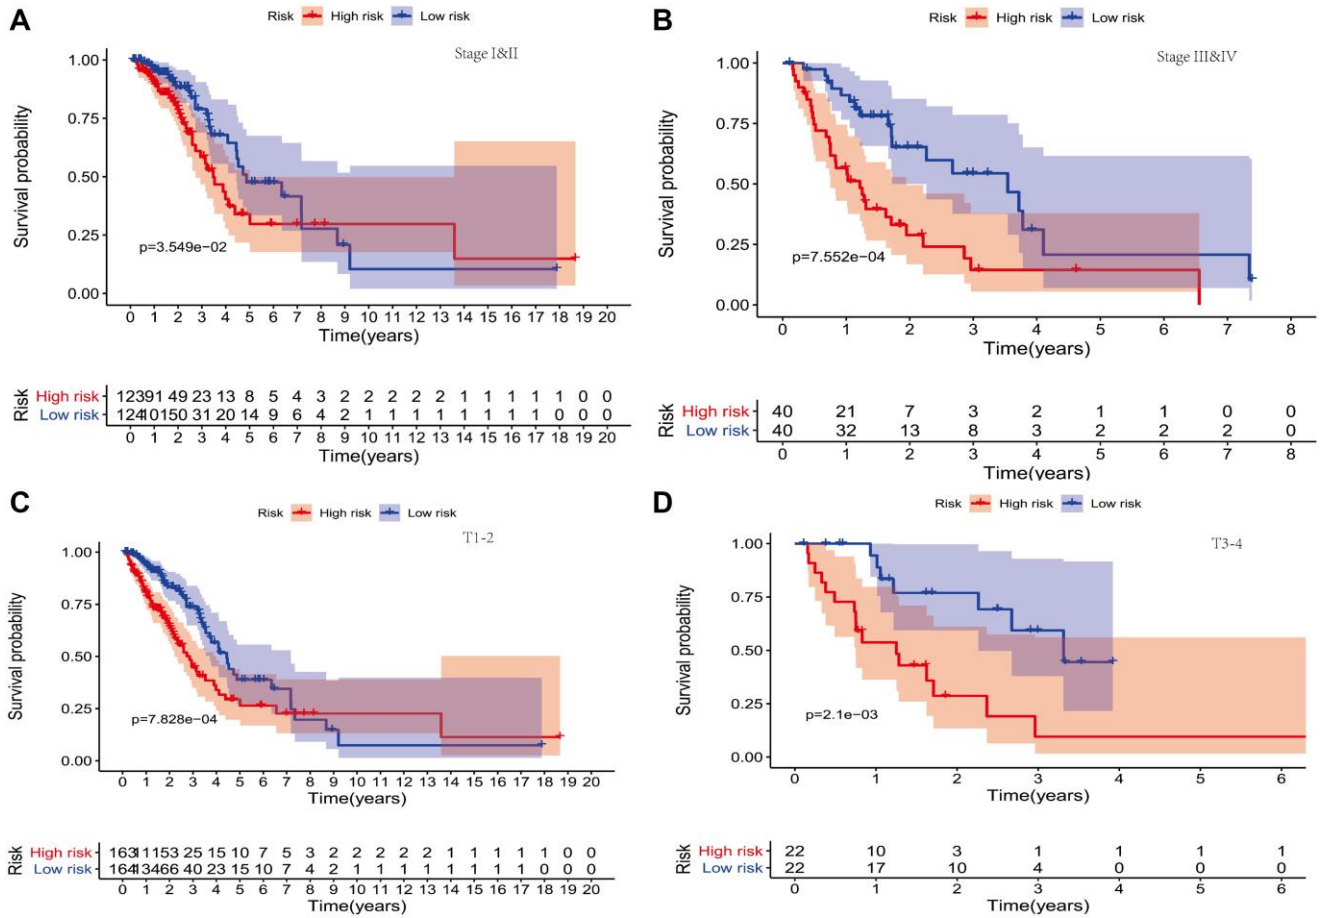 A
Risk High risk Low risk
Stage I&II
Survival probability
1.00
0.75
0.50
0.25
0.00
p=3.549e−02
0 1 2 3 4 5 6 7 8 9 10 11 12 13 14 15 16 17 18 19 20
Time(years)
Risk
High risk 123 91 49 23 13 8 5 4 3 2 2 2 2 2 1 1 1 1 1 0 0
Low risk 124 101 50 31 20 14 9 6 4 2 1 1 1 1 1 1 1 1 0 0 0
0 1 2 3 4 5 6 7 8 9 10 11 12 13 14 15 16 17 18 19 20
Time(years)
B
Risk High risk Low risk
Stage III&IV
Survival probability
1.00
0.75
0.50
0.25
0.00
p=7.552e−04
0 1 2 3 4 5 6 7 8
Time(years)
Risk
High risk 40 21 7 3 2 1 1 0 0
Low risk 40 32 13 8 3 2 2 2 0
0 1 2 3 4 5 6 7 8
Time(years)
C
Risk High risk Low risk
T1-2
Survival probability
1.00
0.75
0.50
0.25
0.00
p=7.828e−04
0 1 2 3 4 5 6 7 8 9 10 11 12 13 14 15 16 17 18 19 20
Time(years)
Risk
High risk 163 111 53 25 15 10 7 5 3 2 2 2 2 2 1 1 1 1 1 0 0
Low risk 164 134 66 40 23 15 10 7 4 2 1 1 1 1 1 1 1 1 0 0 0
0 1 2 3 4 5 6 7 8 9 10 11 12 13 14 15 16 17 18 19 20
Time(years)
D
Risk High risk Low risk
T3-4
Survival probability
1.00
0.75
0.50
0.25
0.00
p=2.1e−03
0 1 2 3 4 5 6
Time(years)
Risk
High risk 22 10 3 1 1 1 1
Low risk 22 17 10 4 0 0 0
0 1 2 3 4 5 6
Time(years)